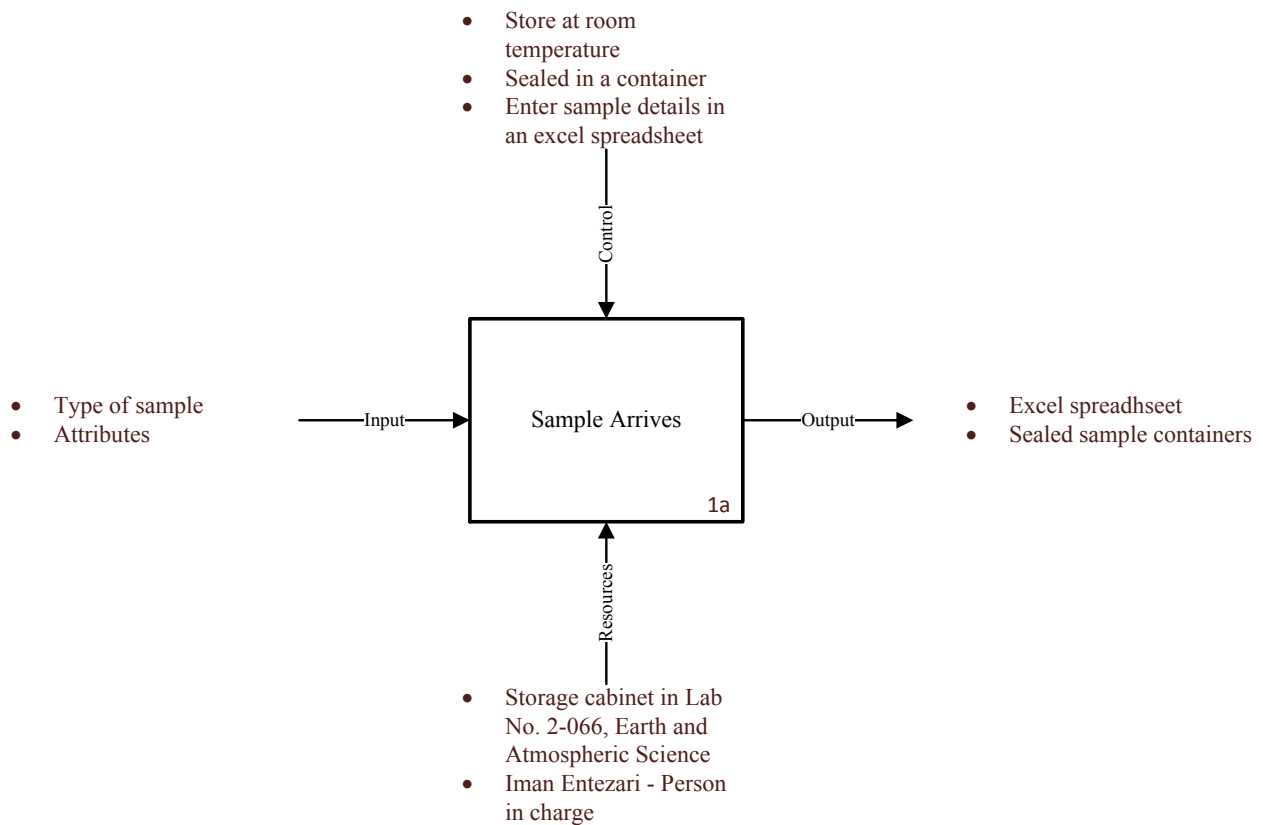 • Store at room
temperature
• Sealed in a container
• Enter sample details in
an excel spreadsheet
Control
• Type of sample
• Attributes
Input
Sample Arrives
1a
Output
• Excel spreadhseet
• Sealed sample containers
Resources
• Storage cabinet in Lab
No. 2-066, Earth and
Atmospheric Science
• Iman Entezari - Person
in charge